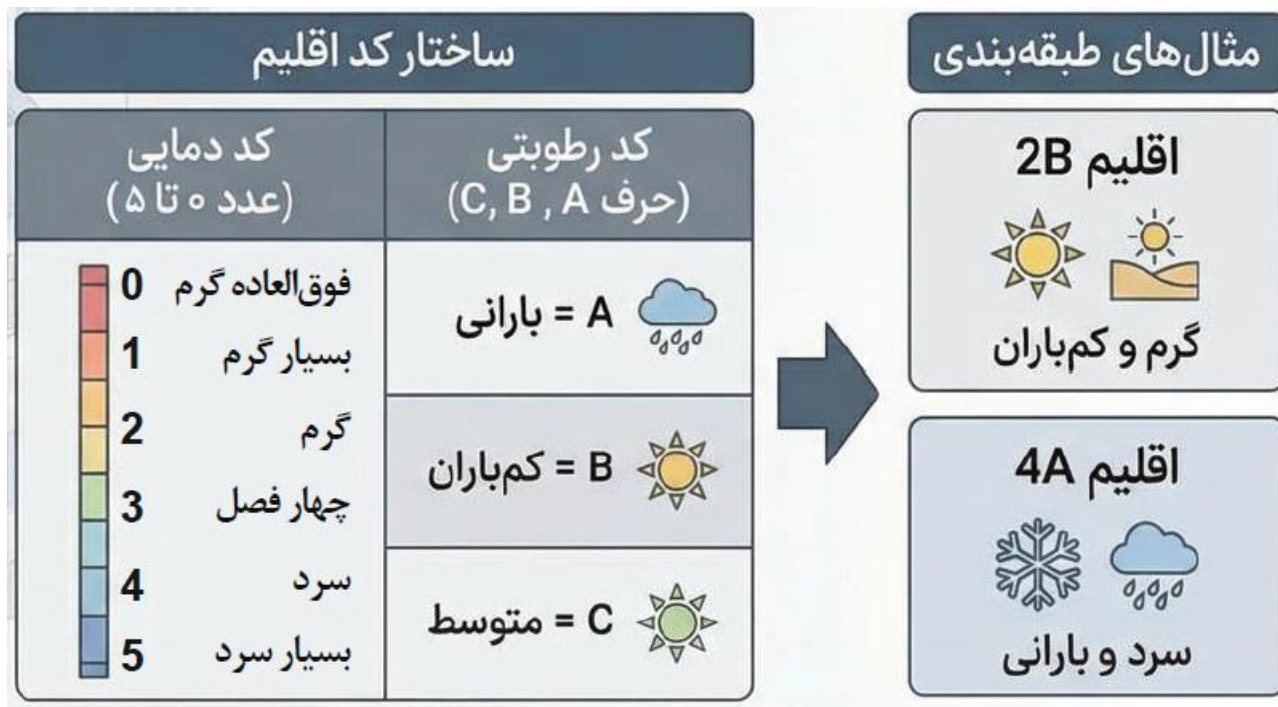 ساختار کد اقلیم
مثال‌های طبقه‌بندی
کد رطوبتی
(حرف C, B , A)
کد دمایی
(عدد ۰ تا ۵)
A = بارانی
B = کم‌باران
C = متوسط
0 فوق‌العاده گرم
1 بسیار گرم
2 گرم
3 چهار فصل
4 سرد
5 بسیار سرد
اقلیم 2B
گرم و کم‌باران
اقلیم 4A
سرد و بارانی